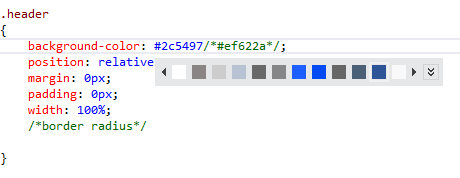 .header
{
background-color: #2c5497/*#ef622a*/;
position: relative
margin: 0px;
padding: 0px;
width: 100%;
/*border radius*/
}